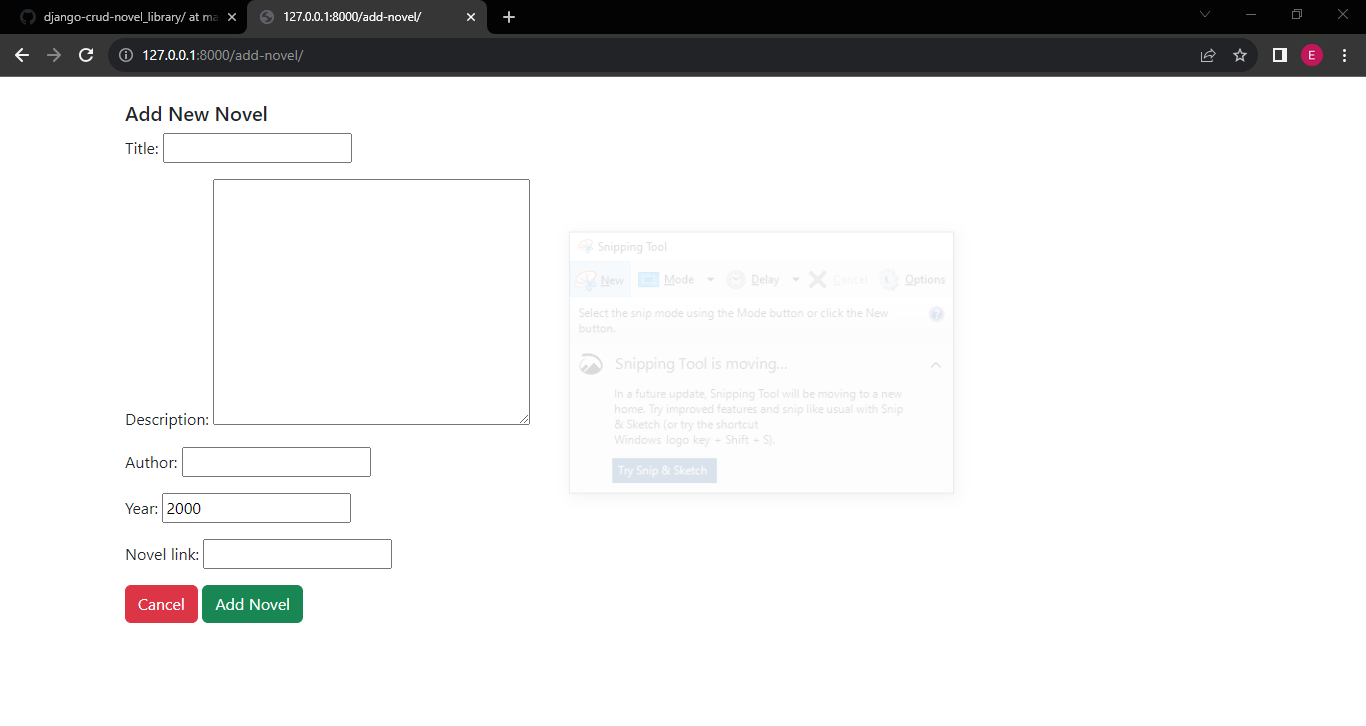 django-crud-novel_library/ at ma
127.0.0.1:8000/add-novel/
127.0.0.1:8000/add-novel/
E
Add New Novel
Title:
Description:
Author:
Year: 2000
Novel link:
Cancel Add Novel
Snipping Tool
New Mode Delay Cancel Options
Select the snip mode using the Mode button or click the New
button.
?
Snipping Tool is moving...
In a future update, Snipping Tool will be moving to a new
home. Try improved features and snip like usual with Snip
& Sketch (or try the shortcut
Windows logo key + Shift + S).
Try Snip & Sketch